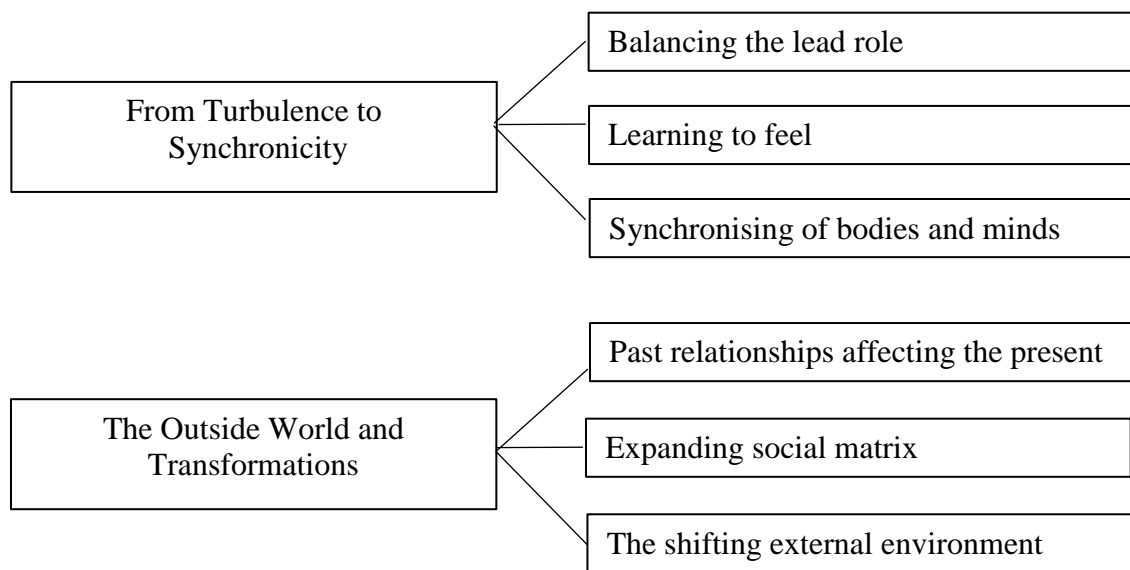 From Turbulence to
Synchronicity
Balancing the lead role
Learning to feel
Synchronising of bodies and minds
The Outside World and
Transformations
Past relationships affecting the present
Expanding social matrix
The shifting external environment